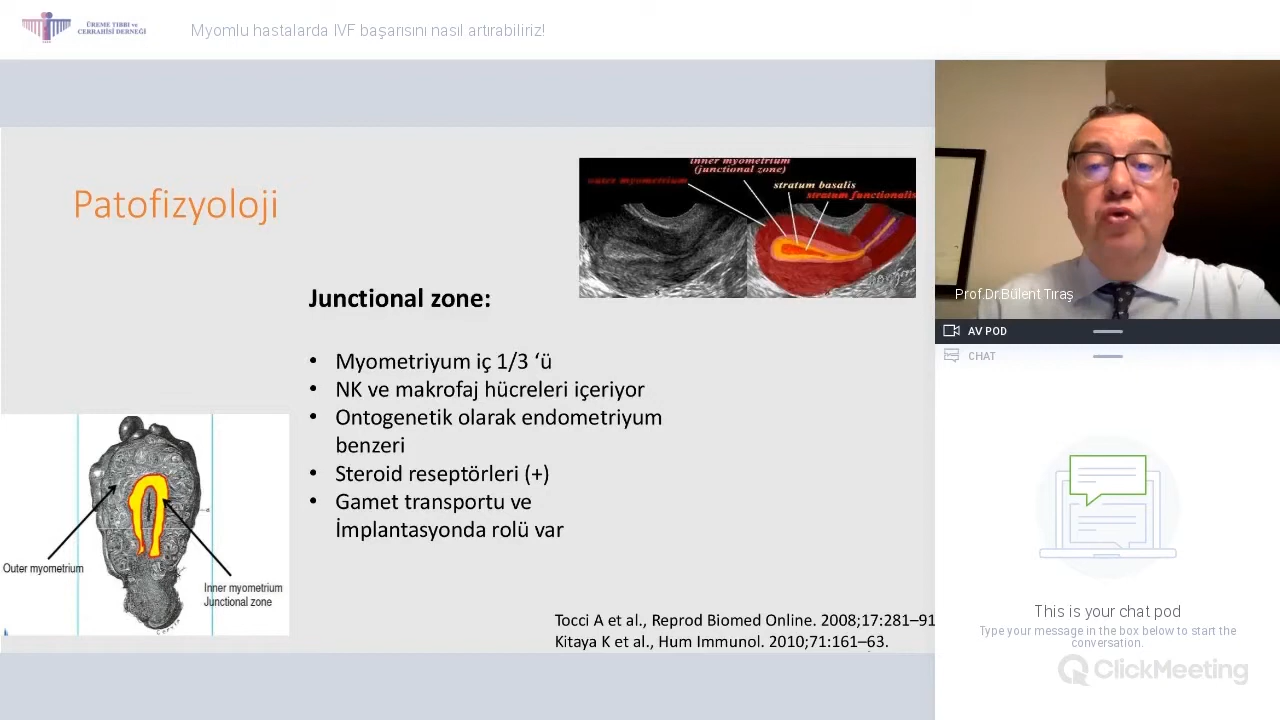 ÜREME TIBBI ve
CERRAHİSİ DERNEĞİ
Myomlu hastalarda IVF başarısını nasıl artırabiliriz!
Patofizyoloji
inner myometrium
(junctional zone)
outer myometrium
stratum basalis
stratum functionalis
Junctional zone:
• Myometriyum iç 1/3 ‘ü
• NK ve makrofaj hücreleri içeriyor
• Ontogenetik olarak endometriyum
benzeri
• Steroid reseptörleri (+)
• Gamet transportu ve
İmplantasyonda rolü var
Outer myometrium
Inner myometrium
Junctional zone
Tocci A et al., Reprod Biomed Online. 2008;17:281–91
Kitaya K et al., Hum Immunol. 2010;71:161–63.
Prof.Dr.Bülent Tıraş
AV POD
CHAT
This is your chat pod
Type your message in the box below to start the
conversation.
ClickMeeting